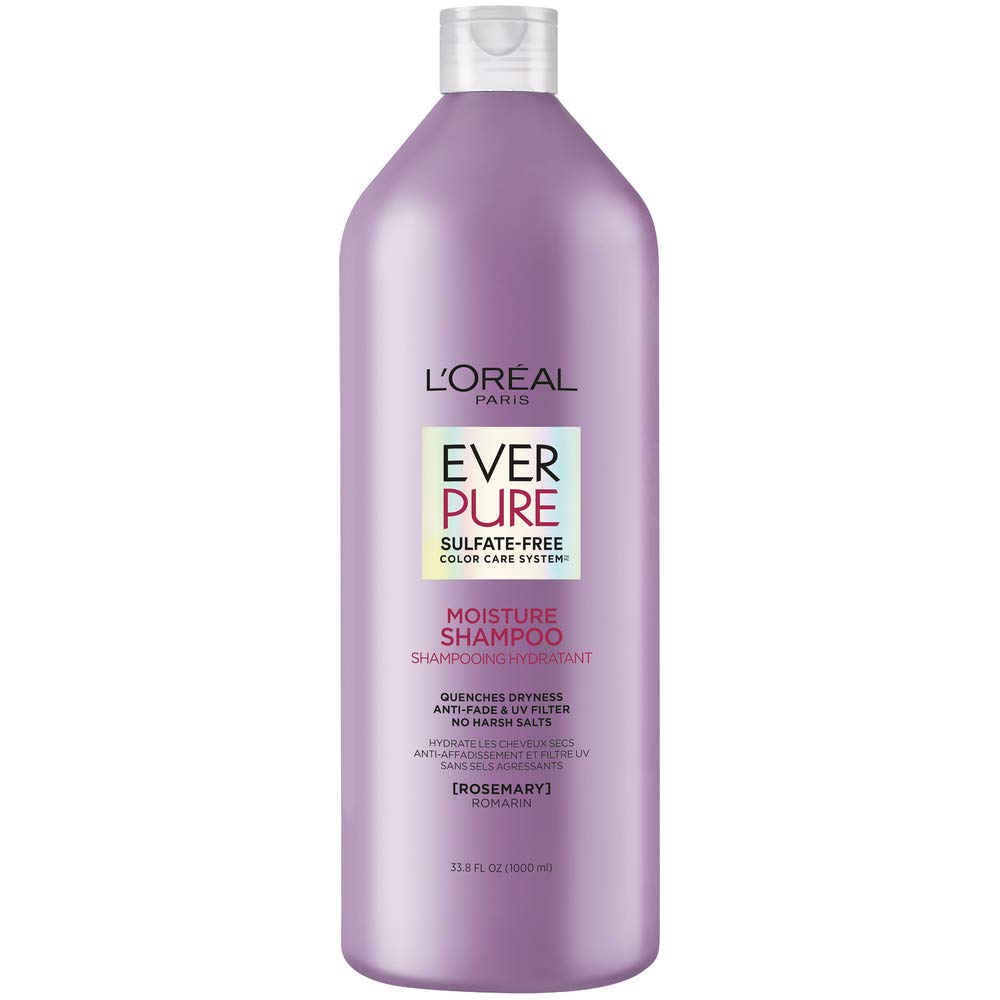 L'ORÉAL
PARiS
EVER
PURE
SULFATE-FREE
COLOR CARE SYSTEM
MOISTURE
SHAMPOO
SHAMPOOING HYDRATANT
QUENCHES DRYNESS
ANTI-FADE & UV FILTER
NO HARSH SALTS
HYDRATE LES CHEVEUX SECS
ANTI-AFFADISSEMENT ET FILTRE UV
SANS SELS AGRESSANTS
[ROSEMARY]
ROMARIN
33.8 FL OZ (1000 ml)